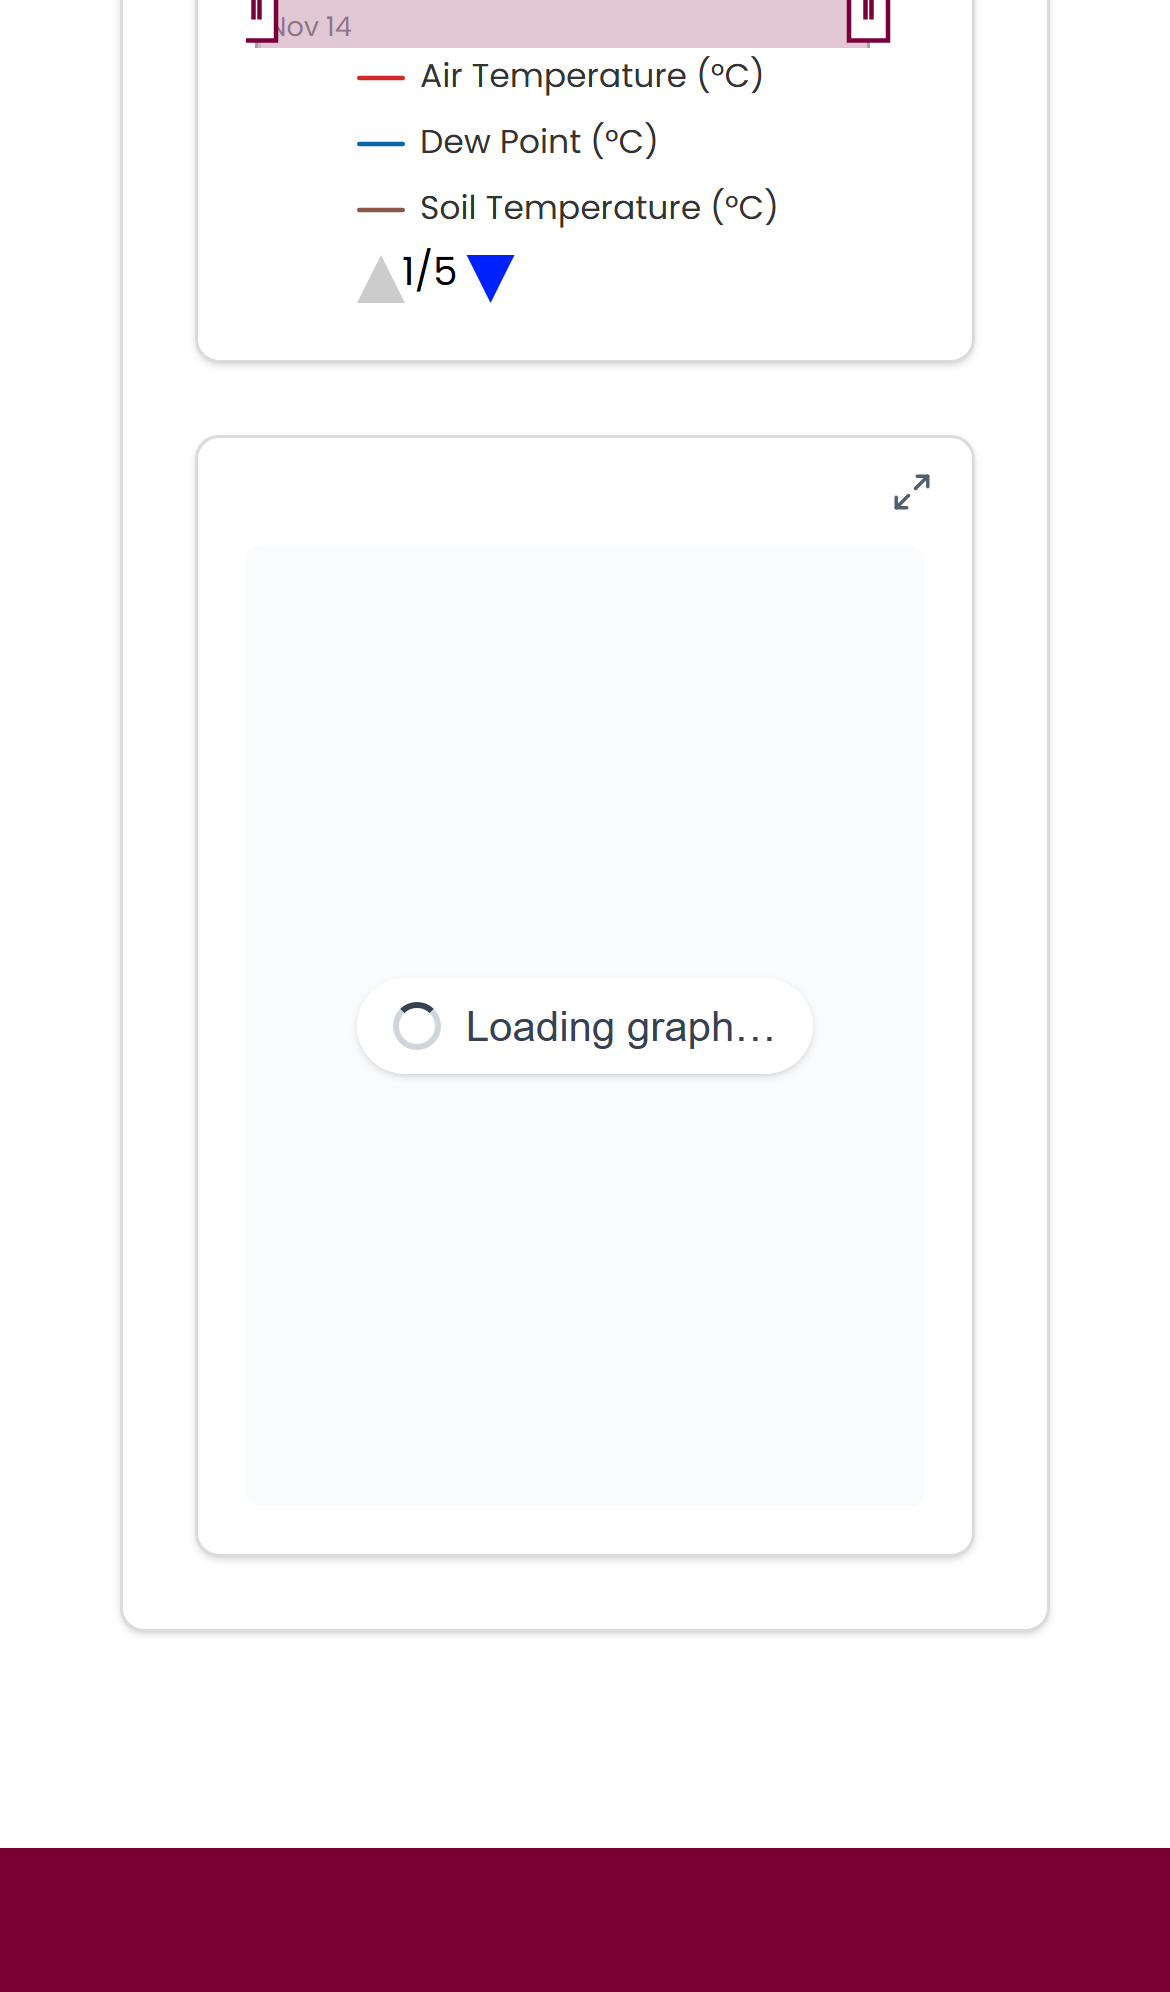 Nov 14
Air Temperature (°C)
Dew Point (°C)
Soil Temperature (°C)
1/5
Loading graph...